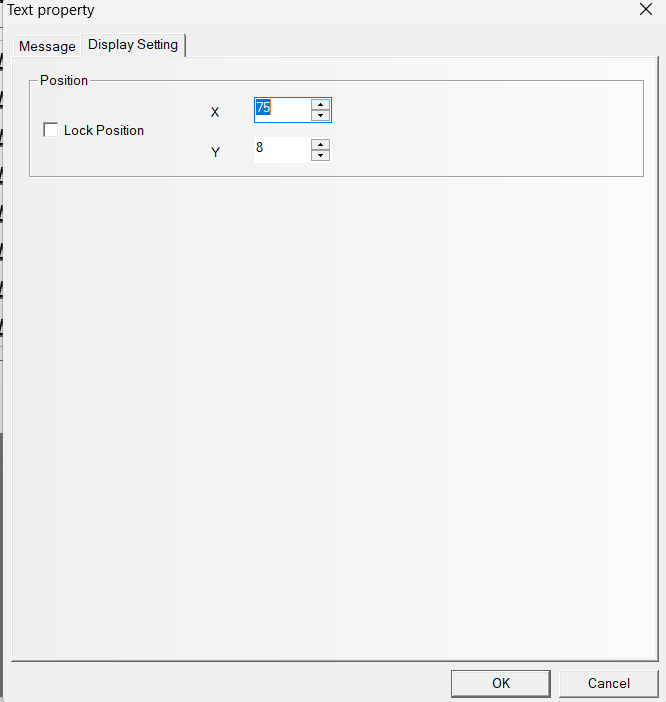 Text property
Message
Display Setting
Position
X
75
Lock Position
Y
8
OK
Cancel